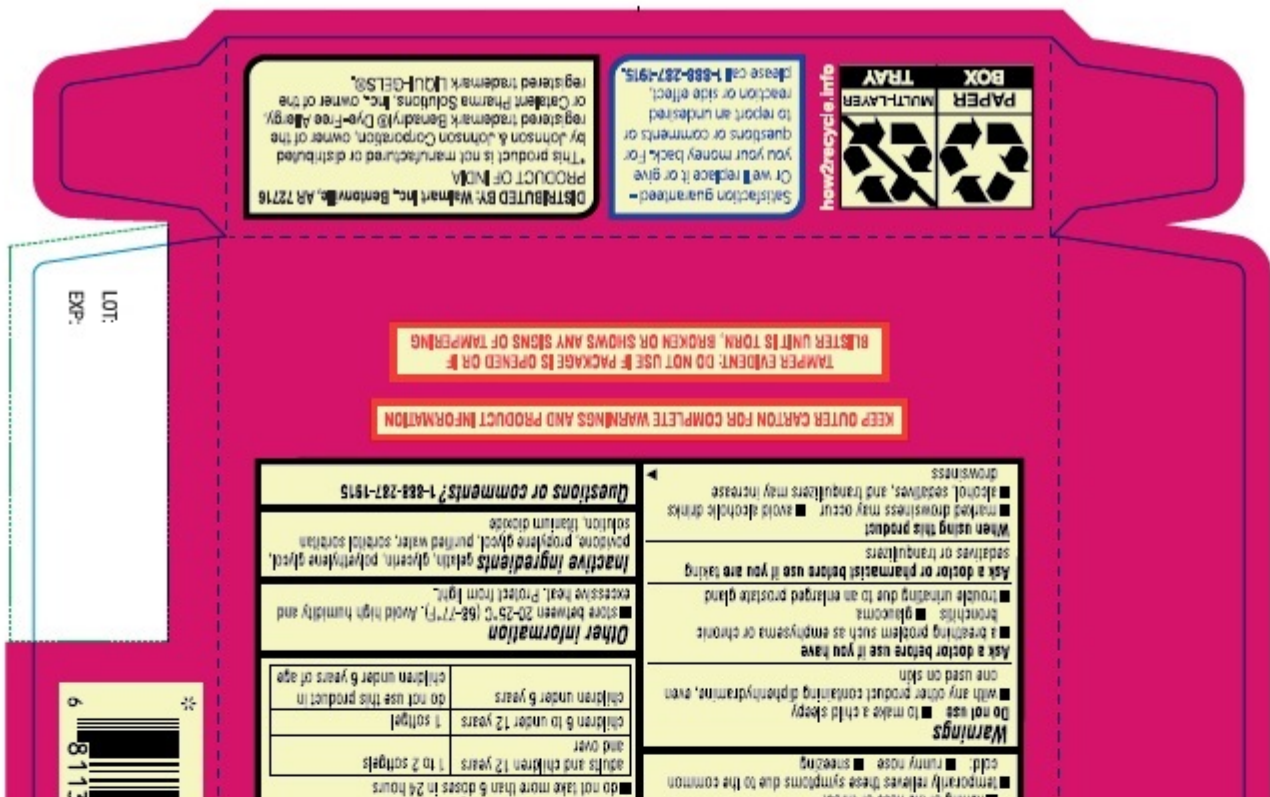 ■ itching of the nose or throat
■ temporarily relieves these symptoms due to the common
cold: ■ runny nose ■ sneezing
Warnings
Do not use ■ to make a child sleepy
■ with any other product containing diphenhydramine, even
one used on skin
Ask a doctor before use if you have
■ a breathing problem such as emphysema or chronic
bronchitis ■ glaucoma
■ trouble urinating due to an enlarged prostate gland
Ask a doctor or pharmacist before use if you are taking
sedatives or tranquilizers
When using this product
■ marked drowsiness may occur ■ avoid alcoholic drinks
■ alcohol, sedatives, and tranquilizers may increase
drowsiness
■ do not take more than 6 doses in 24 hours
adults and children 12 years
and over
1 to 2 softgels
children 6 to under 12 years
1 softgel
children under 6 years
do not use this product in
children under 6 years of age
Other information
■ store between 20-25°C (68-77°F). Avoid high humidity and
excessive heat. Protect from light.
Inactive ingredients gelatin, glycerin, polyethylene glycol,
povidone, propylene glycol, purified water, sorbitol sorbitan
solution, titanium dioxide
Questions or comments? 1-888-287-1915
KEEP OUTER CARTON FOR COMPLETE WARNINGS AND PRODUCT INFORMATION
TAMPER EVIDENT: DO NOT USE IF PACKAGE IS OPENED OR IF
BLISTER UNIT IS TORN, BROKEN OR SHOWS ANY SIGNS OF TAMPERING
PAPER
BOX
MULTI-LAYER
TRAY
how2recycle.info
Satisfaction guaranteed –
Or we'll replace it or give
you your money back. For
questions or comments or
to report an undesired
reaction or side effect,
please call 1-888-287-1915.
DISTRIBUTED BY: Walmart Inc., Bentonville, AR 72716
PRODUCT OF INDIA
*This product is not manufactured or distributed
by Johnson & Johnson Corporation, owner of the
registered trademark Benadryl® Dye-Free Allergy,
or Catalent Pharma Solutions, Inc., owner of the
registered trademark LIQUI-GELS®.
LOT:
EXP:
*
6 8113